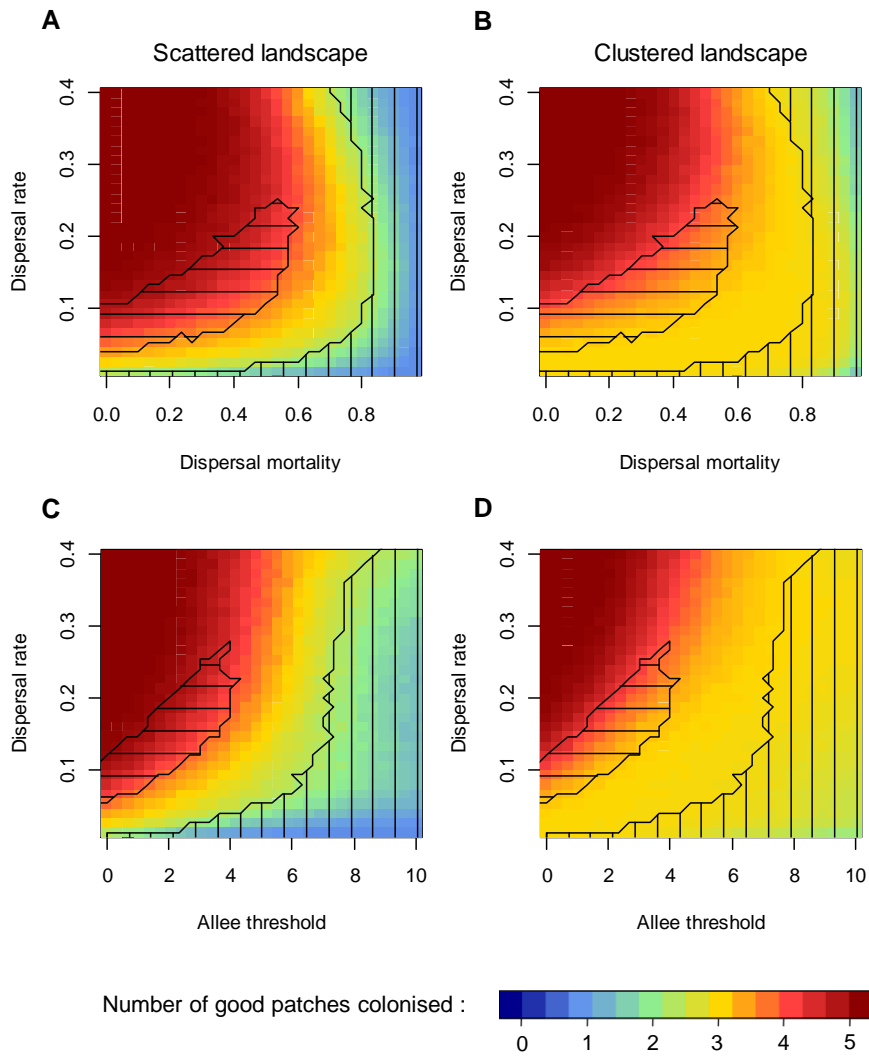 A
B
Scattered landscape
Clustered landscape
Dispersal rate
0.4
0.3
0.2
0.1
0.0 0.2 0.4 0.6 0.8
Dispersal mortality
Dispersal rate
0.4
0.3
0.2
0.1
0.0 0.2 0.4 0.6 0.8
Dispersal mortality
C
D
Dispersal rate
0.4
0.3
0.2
0.1
0 2 4 6 8 10
Allee threshold
Dispersal rate
0.4
0.3
0.2
0.1
0 2 4 6 8 10
Allee threshold
Number of good patches colonised :
0 1 2 3 4 5